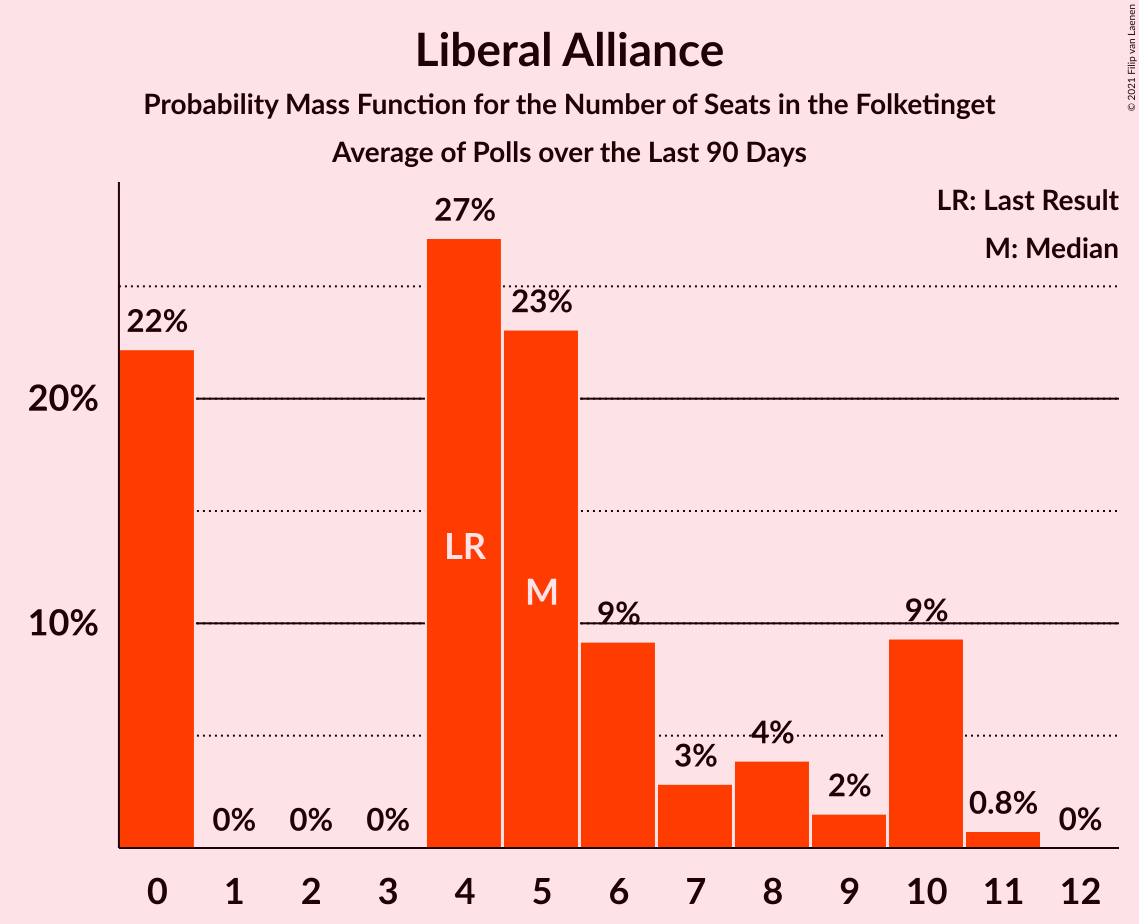 Liberal Alliance
Probability Mass Function for the Number of Seats in the Folketinget
Average of Polls over the Last 90 Days
© 2021 Filip van Laenen
LR: Last Result
M: Median
27%
23%
22%
20%
LR
M
10%
9%
9%
4%
3%
2%
0.8%
0%
0%
0%
0%
0 1 2 3 4 5 6 7 8 9 10 11 12